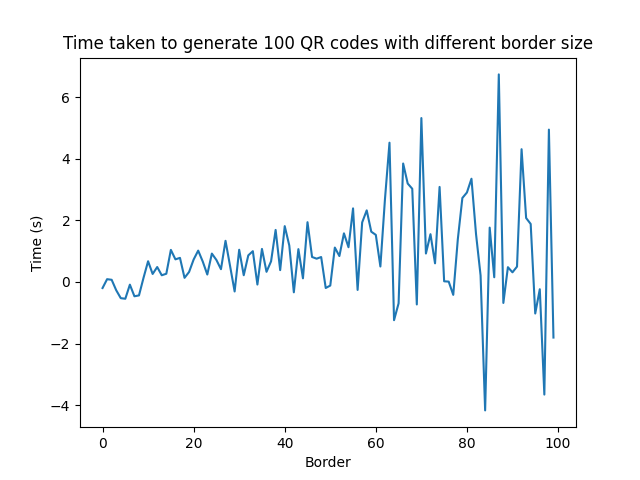 Time taken to generate 100 QR codes with different border size
6
4
2
0
−2
−4
Time (s)
0 20 40 60 80 100
Border